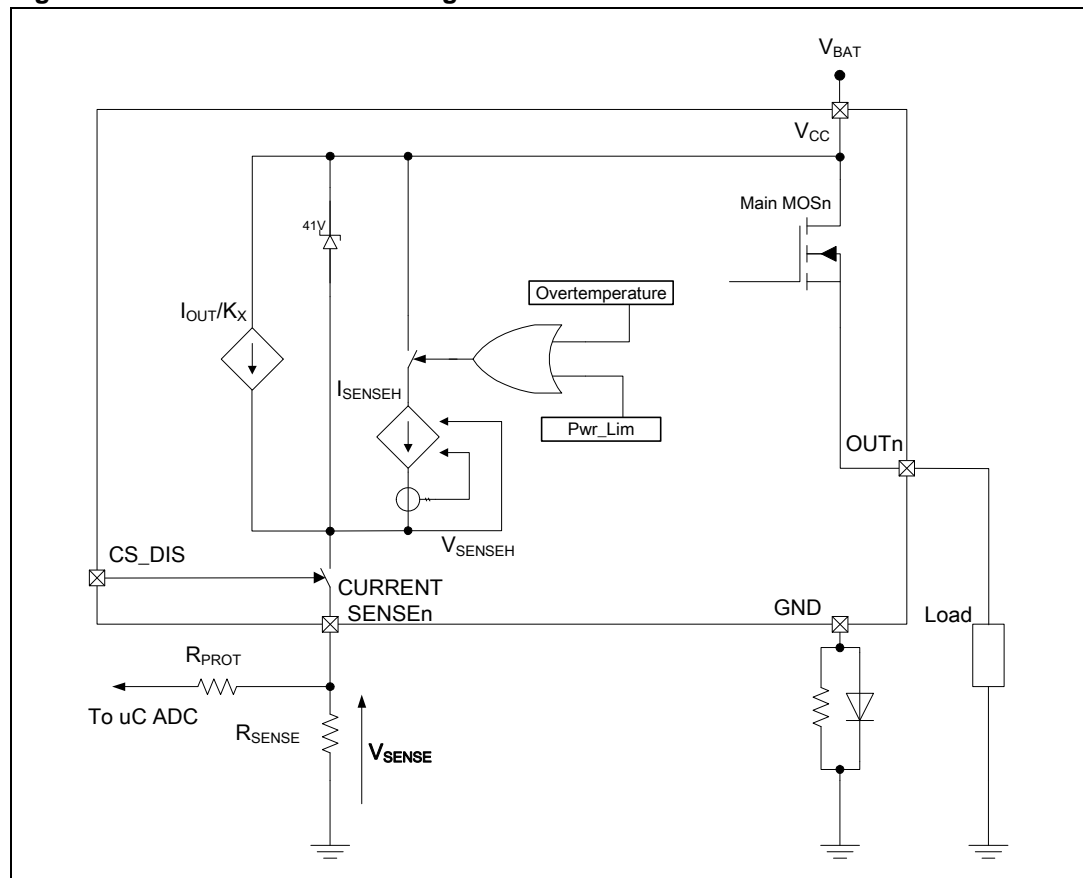 V_BAT
V_CC
Main MOSn
41V
Overtemperature
I_OUT/K_X
I_SENSEH
Pwr_Lim
OUTn
V_SENSEH
CS_DIS
CURRENT
SENSEn
GND
Load
R_PROT
To uC ADC
R_SENSE
V_SENSE